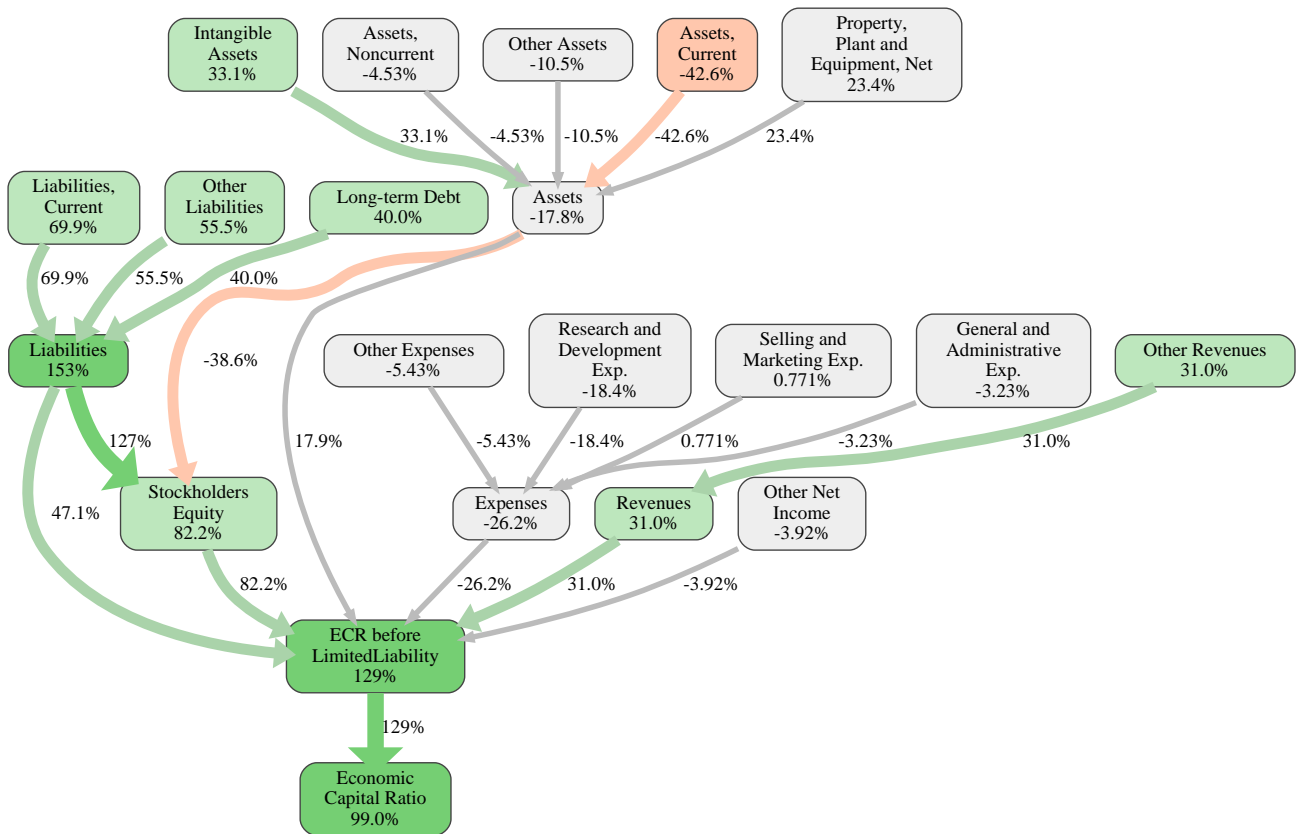 Intangible
Assets
33.1%
Assets,
Noncurrent
-4.53%
Other Assets
-10.5%
Assets,
Current
-42.6%
Property,
Plant and
Equipment, Net
23.4%
33.1%
-4.53%
-10.5%
-42.6%
23.4%
Liabilities,
Current
69.9%
Other
Liabilities
55.5%
Long-term Debt
40.0%
Assets
-17.8%
69.9%
55.5%
40.0%
Liabilities
153%
-38.6%
Other Expenses
-5.43%
Research and
Development
Exp.
-18.4%
Selling and
Marketing Exp.
0.771%
General and
Administrative
Exp.
-3.23%
Other Revenues
31.0%
127%
17.9%
-5.43%
-18.4%
0.771%
-3.23%
31.0%
Stockholders
Equity
82.2%
47.1%
Expenses
-26.2%
Revenues
31.0%
Other Net
Income
-3.92%
82.2%
-26.2%
31.0%
-3.92%
ECR before
LimitedLiability
129%
129%
Economic
Capital Ratio
99.0%